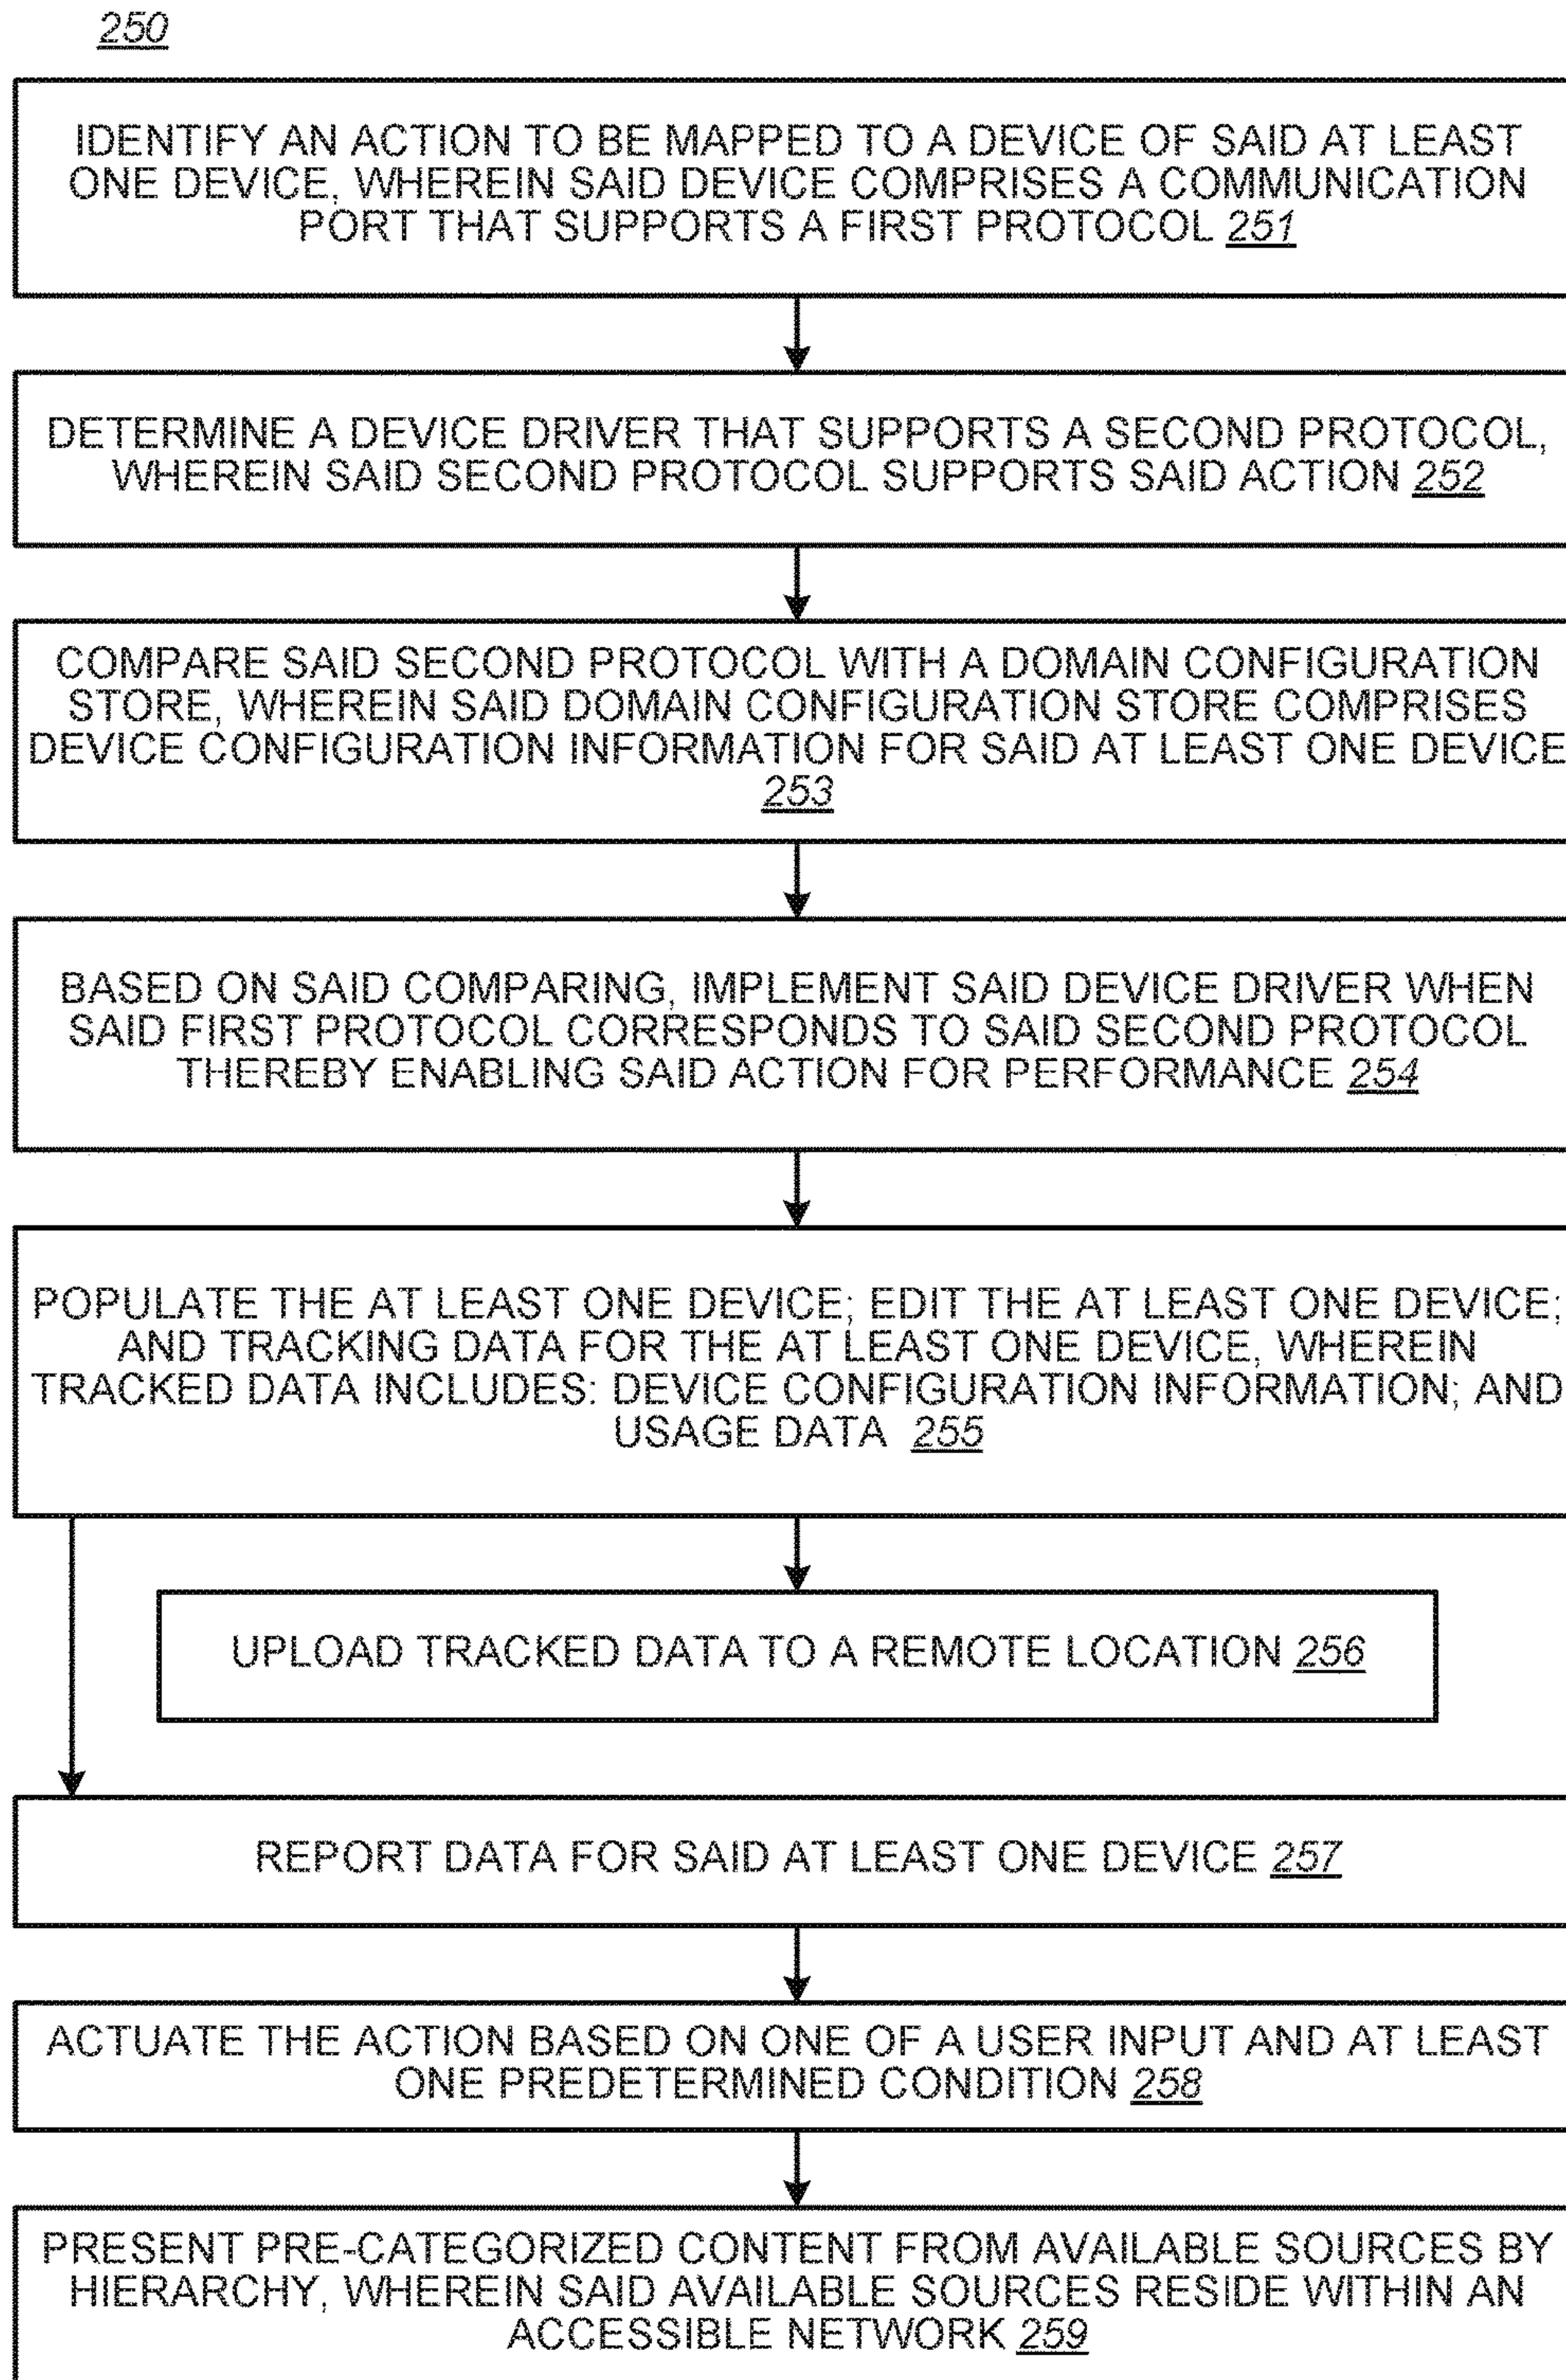 250
IDENTIFY AN ACTION TO BE MAPPED TO A DEVICE OF SAID AT LEAST
ONE DEVICE, WHEREIN SAID DEVICE COMPRISES A COMMUNICATION
PORT THAT SUPPORTS A FIRST PROTOCOL 251
DETERMINE A DEVICE DRIVER THAT SUPPORTS A SECOND PROTOCOL,
WHEREIN SAID SECOND PROTOCOL SUPPORTS SAID ACTION 252
COMPARE SAID SECOND PROTOCOL WITH A DOMAIN CONFIGURATION
STORE, WHEREIN SAID DOMAIN CONFIGURATION STORE COMPRISES
DEVICE CONFIGURATION INFORMATION FOR SAID AT LEAST ONE DEVICE
253
BASED ON SAID COMPARING, IMPLEMENT SAID DEVICE DRIVER WHEN
SAID FIRST PROTOCOL CORRESPONDS TO SAID SECOND PROTOCOL
THEREBY ENABLING SAID ACTION FOR PERFORMANCE 254
POPULATE THE AT LEAST ONE DEVICE; EDIT THE AT LEAST ONE DEVICE;
AND TRACKING DATA FOR THE AT LEAST ONE DEVICE, WHEREIN
TRACKED DATA INCLUDES: DEVICE CONFIGURATION INFORMATION; AND
USAGE DATA 255
UPLOAD TRACKED DATA TO A REMOTE LOCATION 256
REPORT DATA FOR SAID AT LEAST ONE DEVICE 257
ACTUATE THE ACTION BASED ON ONE OF A USER INPUT AND AT LEAST
ONE PREDETERMINED CONDITION 258
PRESENT PRE-CATEGORIZED CONTENT FROM AVAILABLE SOURCES BY
HIERARCHY, WHEREIN SAID AVAILABLE SOURCES RESIDE WITHIN AN
ACCESSIBLE NETWORK 259